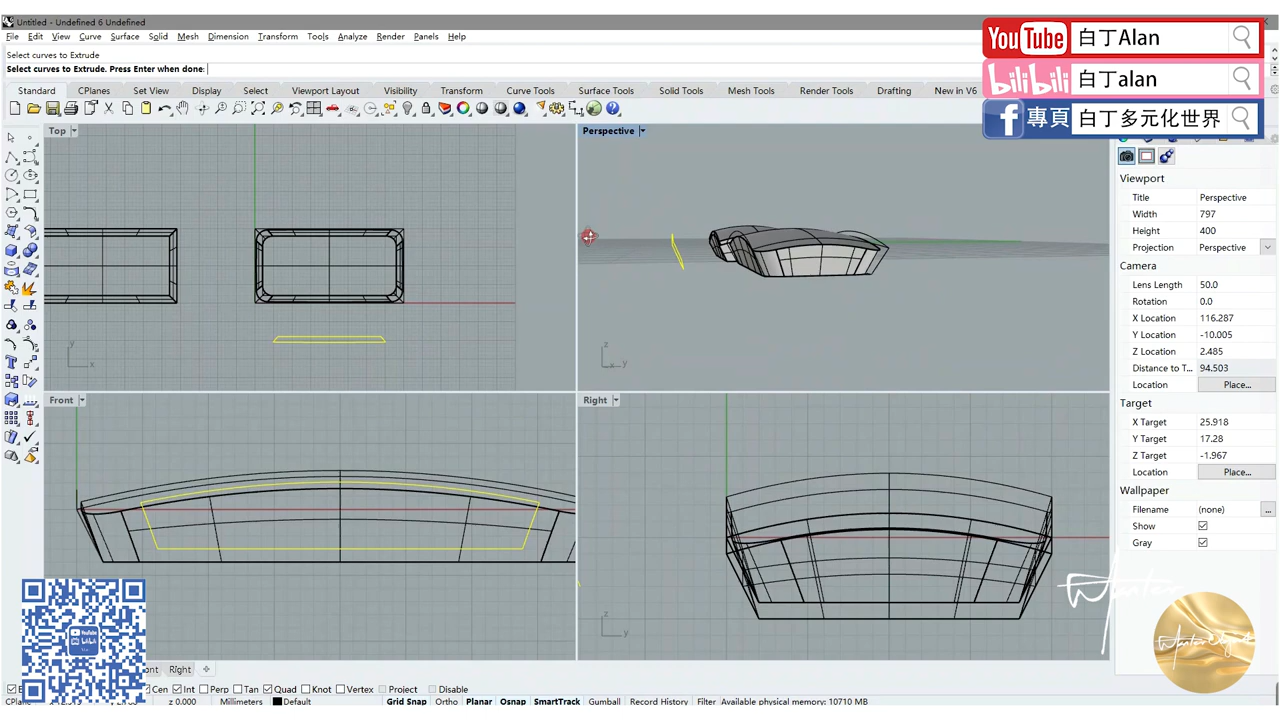 Untitled - Undefined 6 Undefined
File Edit View Curve Surface Solid Mesh Dimension Transform Tools Analyze Render Panels Help
Select curves to Extrude
Select curves to Extrude. Press Enter when done:
Standard CPlanes Set View Display Select Viewport Layout Visibility Transform Curve Tools Surface Tools Solid Tools Mesh Tools Render Tools Drafting New in V6
YouTube 白丁Alan
bilibili 白丁alan
f 專頁 白丁多元化世界
Top
Perspective
Front
Right
y
x
z
x y
z
y
Viewport
Title Perspective
Width 797
Height 400
Projection Perspective
Camera
Lens Length 50.0
Rotation 0.0
X Location 116.287
Y Location -10.005
Z Location 2.485
Distance to T... 94.503
Location Place...
Target
X Target 25.918
Y Target 17.28
Z Target -1.967
Location Place...
Wallpaper
Filename (none) ...
Show
Gray
Right
Cen Int Perp Tan Quad Knot Vertex Project Disable
z 0.000 Millimeters Default Grid Snap Ortho Planar Osnap SmartTrack Gumball Record History Filter Available physical memory: 10710 MB